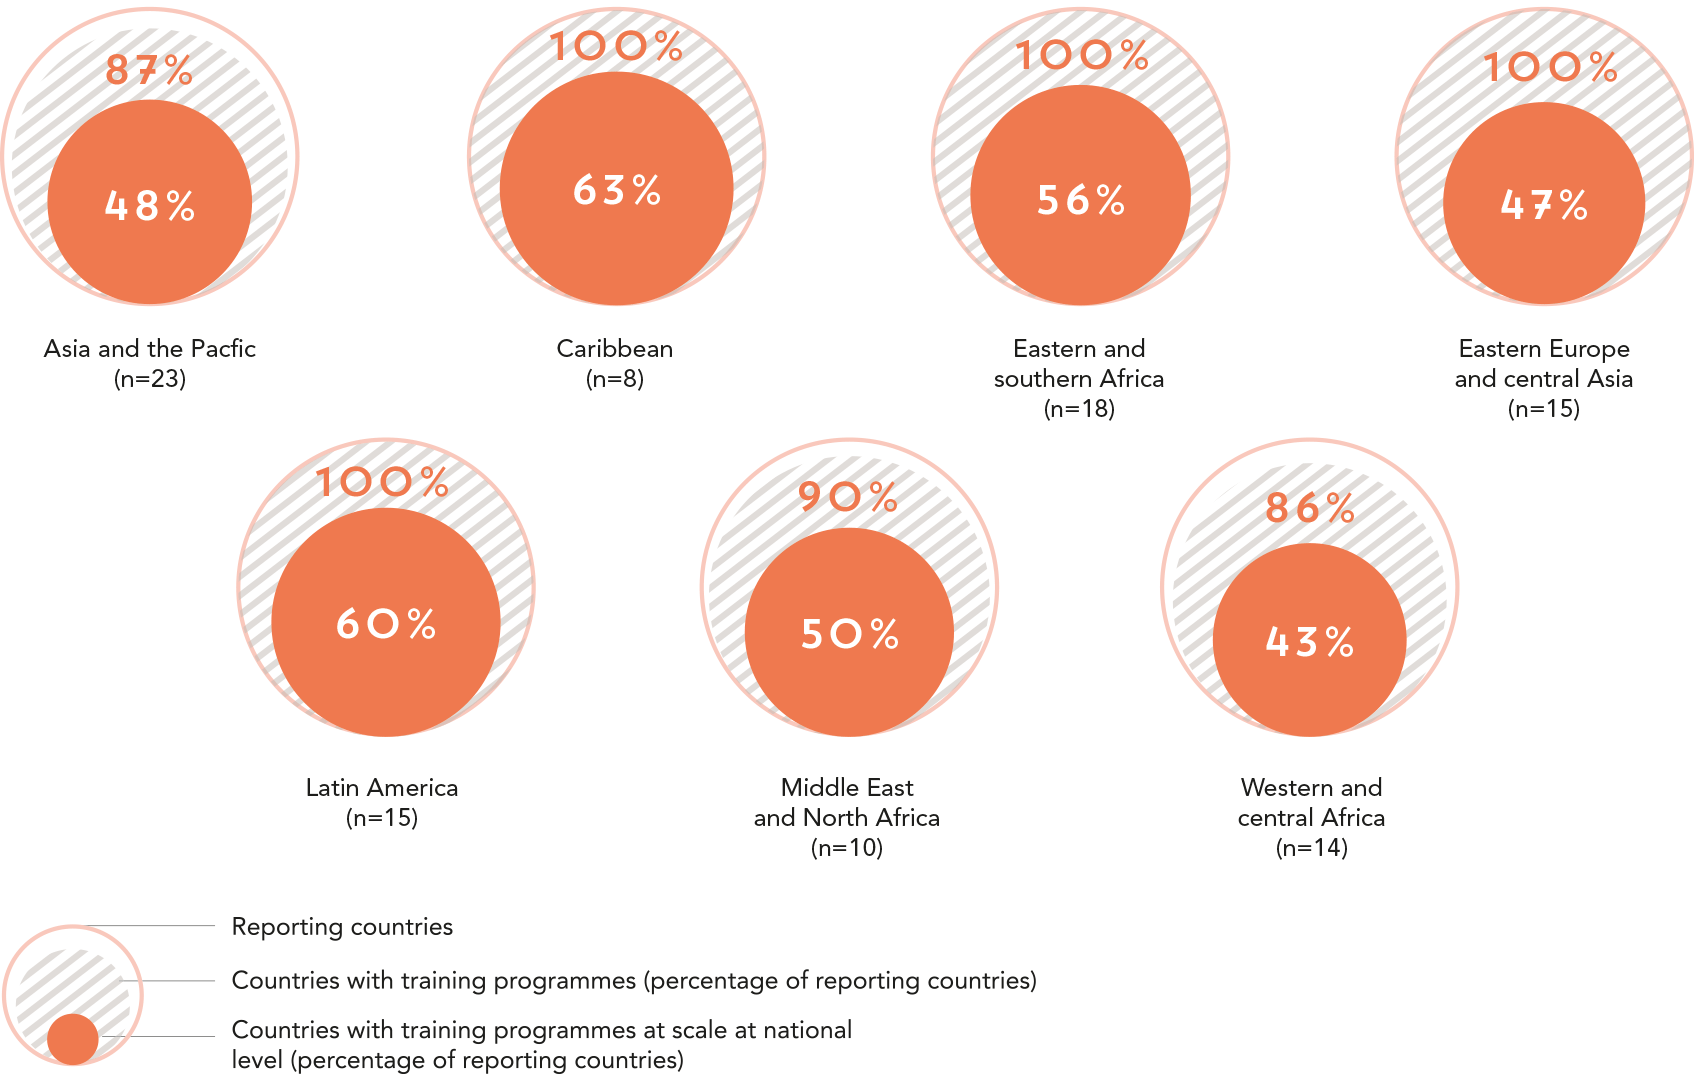 87%
48%
Asia and the Pacfic
(n=23)
100%
63%
Caribbean
(n=8)
100%
56%
Eastern and
southern Africa
(n=18)
100%
47%
Eastern Europe
and central Asia
(n=15)
100%
60%
Latin America
(n=15)
90%
50%
Middle East
and North Africa
(n=10)
86%
43%
Western and
central Africa
(n=14)
Reporting countries
Countries with training programmes (percentage of reporting countries)
Countries with training programmes at scale at national
level (percentage of reporting countries)